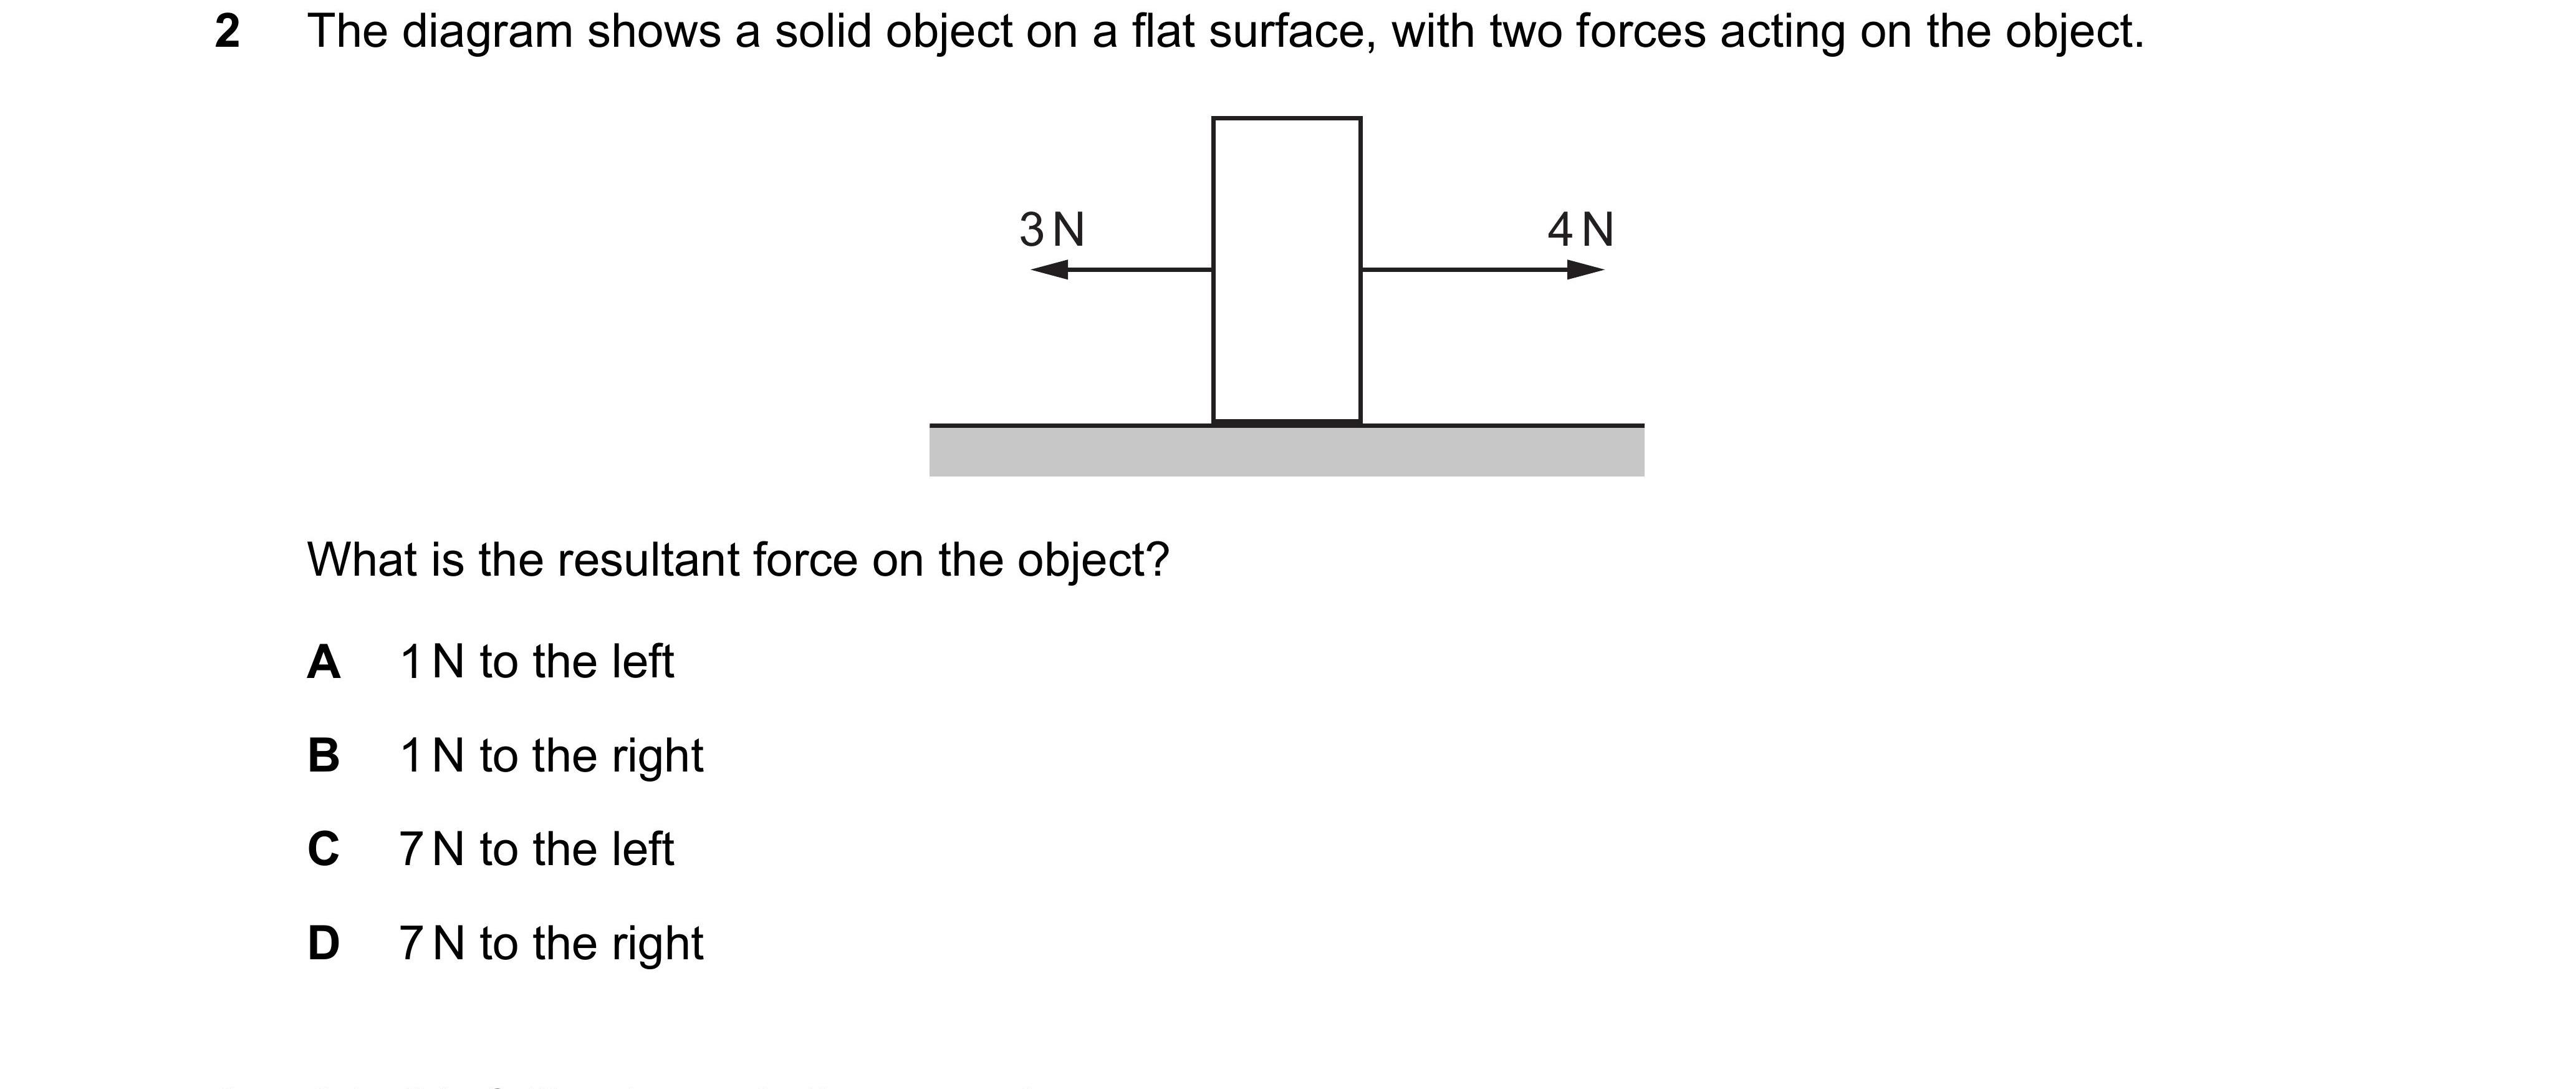 2 The diagram shows a solid object on a flat surface, with two forces acting on the object.
3 N 4 N
What is the resultant force on the object?
A 1 N to the left
B 1 N to the right
C 7 N to the left
D 7 N to the right